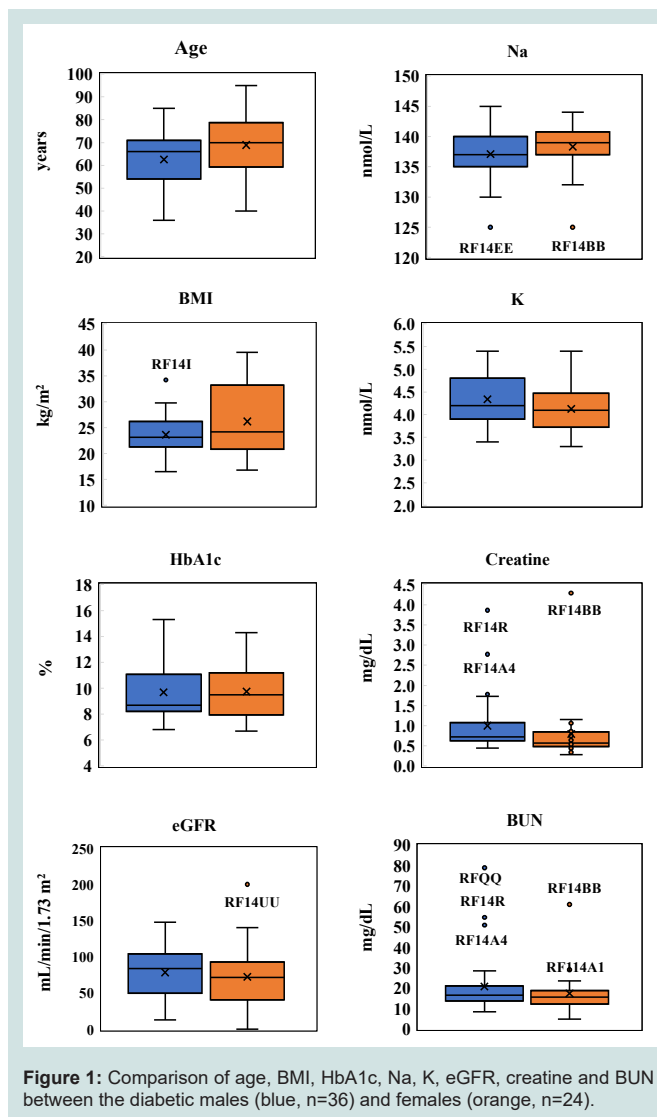 Age
100
90
80
70
60
50
40
30
20
years
Na
150
145
140
135
130
125
120
nmol/L
RF14EE
RF14BB
BMI
45
40
35
30
25
20
15
10
kg/m²
RF14I
K
6.0
5.5
5.0
4.5
4.0
3.5
3.0
2.5
2.0
nmol/L
HbA1c
18
16
14
12
10
8
6
4
%
Creatine
4.5
4.0
3.5
3.0
2.5
2.0
1.5
1.0
0.5
0.0
mg/dL
RF14R
RF14BB
RF14A4
eGFR
250
200
150
100
50
0
mL/min/1.73 m²
RF14UU
BUN
90
80
70
60
50
40
30
20
10
0
mg/dL
RFQQ
RF14R
RF14A4
RF14BB
RF114A1
Figure 1: Comparison of age, BMI, HbA1c, Na, K, eGFR, creatine and BUN
between the diabetic males (blue, n=36) and females (orange, n=24).